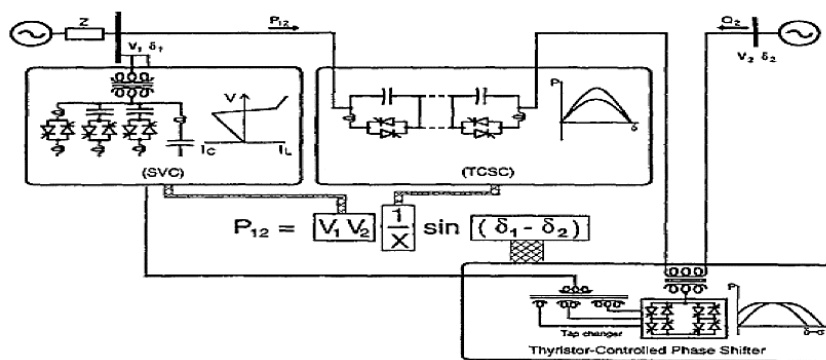 Z
P12
Q2
V1 δ1
V2 δ2
V
IC
IL
(SVC)
P
δ
(TCSC)
P12 = V1 V2 1/X sin (δ1 - δ2)
P
Tap changer
Thyristor-Controlled Phase Shifter